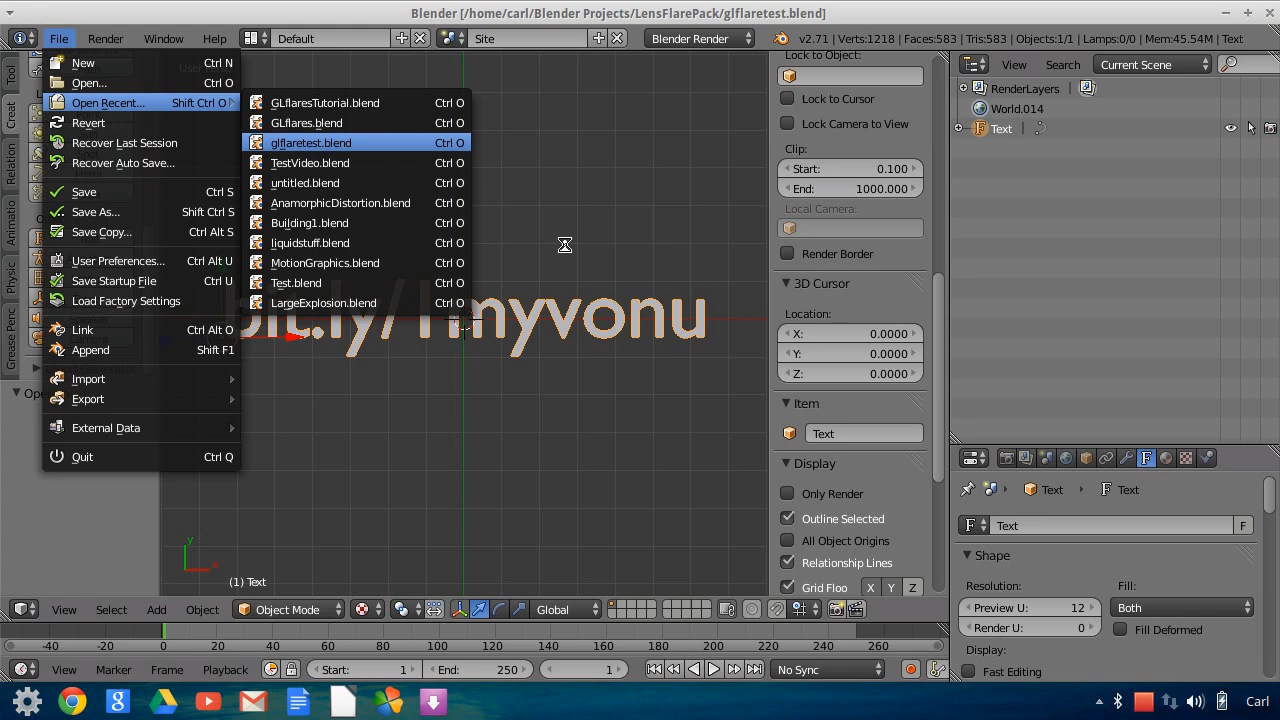 Blender [/home/carl/Blender Projects/LensFlarePack/glflaretest.blend]
File Render Window Help Default Site Blender Render v2.71 | Verts:1218 | Faces:583 | Tris:583 | Objects:1/1 | Lamps:0/0 | Mem:45.54M | Text
New Ctrl N
Open... Ctrl O
Open Recent... Shift Ctrl O
Revert
Recover Last Session
Recover Auto Save...
Save Ctrl S
Save As... Shift Ctrl S
Save Copy... Ctrl Alt S
User Preferences... Ctrl Alt U
Save Startup File Ctrl U
Load Factory Settings
Link Ctrl Alt O
Append Shift F1
Import
Export
External Data
Quit Ctrl Q
GLflaresTutorial.blend Ctrl O
GLflares.blend Ctrl O
glflaretest.blend Ctrl O
TestVideo.blend Ctrl O
untitled.blend Ctrl O
AnamorphicDistortion.blend Ctrl O
Building1.blend Ctrl O
liquidstuff.blend Ctrl O
MotionGraphics.blend Ctrl O
Test.blend Ctrl O
LargeExplosion.blend Ctrl O
Tool
Creat
Relation
Animatio
Physic
Grease Penc
bit.ly/1myvonu
y
x
(1) Text
Lock to Object:
Lock to Cursor
Lock Camera to View
Clip:
Start: 0.100
End: 1000.000
Local Camera:
Render Border
3D Cursor
Location:
X: 0.0000
Y: 0.0000
Z: 0.0000
Item
Text
Display
Only Render
Outline Selected
All Object Origins
Relationship Lines
Grid Floo X Y Z
View Search Current Scene
RenderLayers
World.014
Text
Text F Text
F Text F
Shape
Resolution: Fill:
Preview U: 12 Both
Render U: 0 Fill Deformed
Display:
Fast Editing
View Select Add Object Object Mode Global
-40 -20 0 20 40 60 80 100 120 140 160 180 200 220 240 260
View Marker Frame Playback Start: 1 End: 250 1 No Sync
Carl